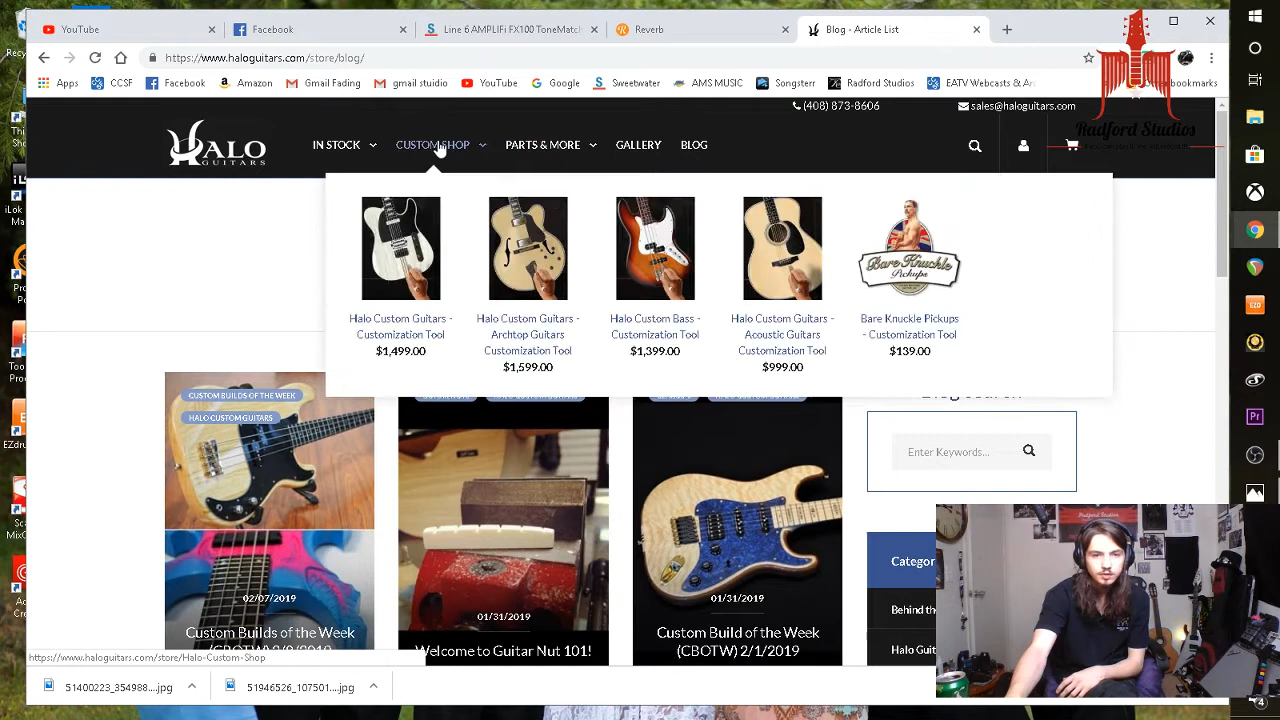 YouTube
Facebook
Line 6 AMPLIFi FX100 ToneMatch
Reverb
Blog - Article List
https://www.haloguitars.com/store/blog/
Apps
CCSF
Facebook
Amazon
Gmail Fading
gmail studio
YouTube
Google
Sweetwater
AMS MUSIC
Songsterr
Radford Studios
EATV Webcasts & Ar
bookmarks
(408) 873-8606
sales@haloguitars.com
Radford Studios
HALO
GUITARS
IN STOCK
CUSTOM SHOP
PARTS & MORE
GALLERY
BLOG
Halo Custom Guitars -
Customization Tool
$1,499.00
Halo Custom Guitars -
Archtop Guitars
Customization Tool
$1,599.00
Halo Custom Bass -
Customization Tool
$1,399.00
Halo Custom Guitars -
Acoustic Guitars
Customization Tool
$999.00
Bare Knuckle
Pickups
Bare Knuckle Pickups
- Customization Tool
$139.00
CUSTOM BUILDS OF THE WEEK
HALO CUSTOM GUITARS
02/07/2019
Custom Builds of the Week
01/31/2019
Welcome to Guitar Nut 101!
01/31/2019
Custom Build of the Week
(CBOTW) 2/1/2019
Enter Keywords...
Categor
Behind th
Halo Guit
https://www.haloguitars.com/store/Halo-Custom-Shop
51400223_354988....jpg
51946526_107501....jpg